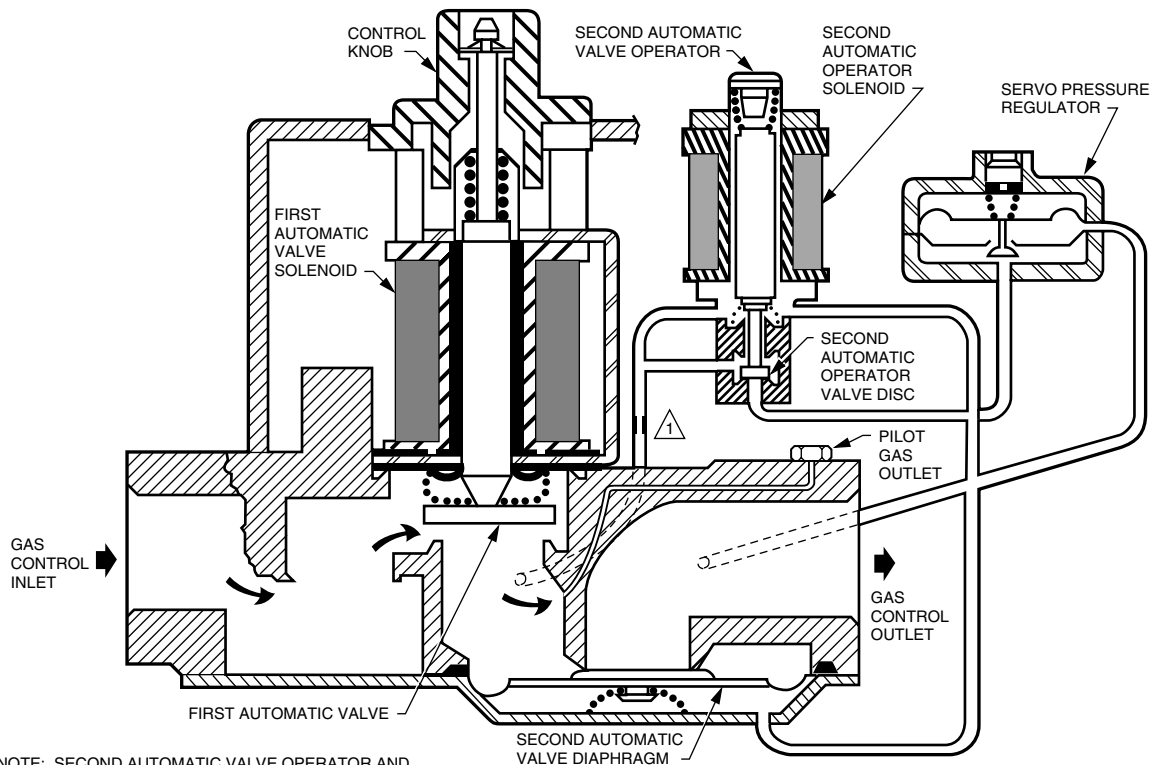 CONTROL
KNOB
SECOND AUTOMATIC
VALVE OPERATOR
SECOND
AUTOMATIC
OPERATOR
SOLENOID
SERVO PRESSURE
REGULATOR
FIRST
AUTOMATIC
VALVE
SOLENOID
SECOND
AUTOMATIC
OPERATOR
VALVE DISC
1
PILOT
GAS
OUTLET
GAS
CONTROL
INLET
GAS
CONTROL
OUTLET
FIRST AUTOMATIC VALVE
SECOND AUTOMATIC
VALVE DIAPHRAGM
NOTE: SECOND AUTOMATIC VALVE OPERATOR AND